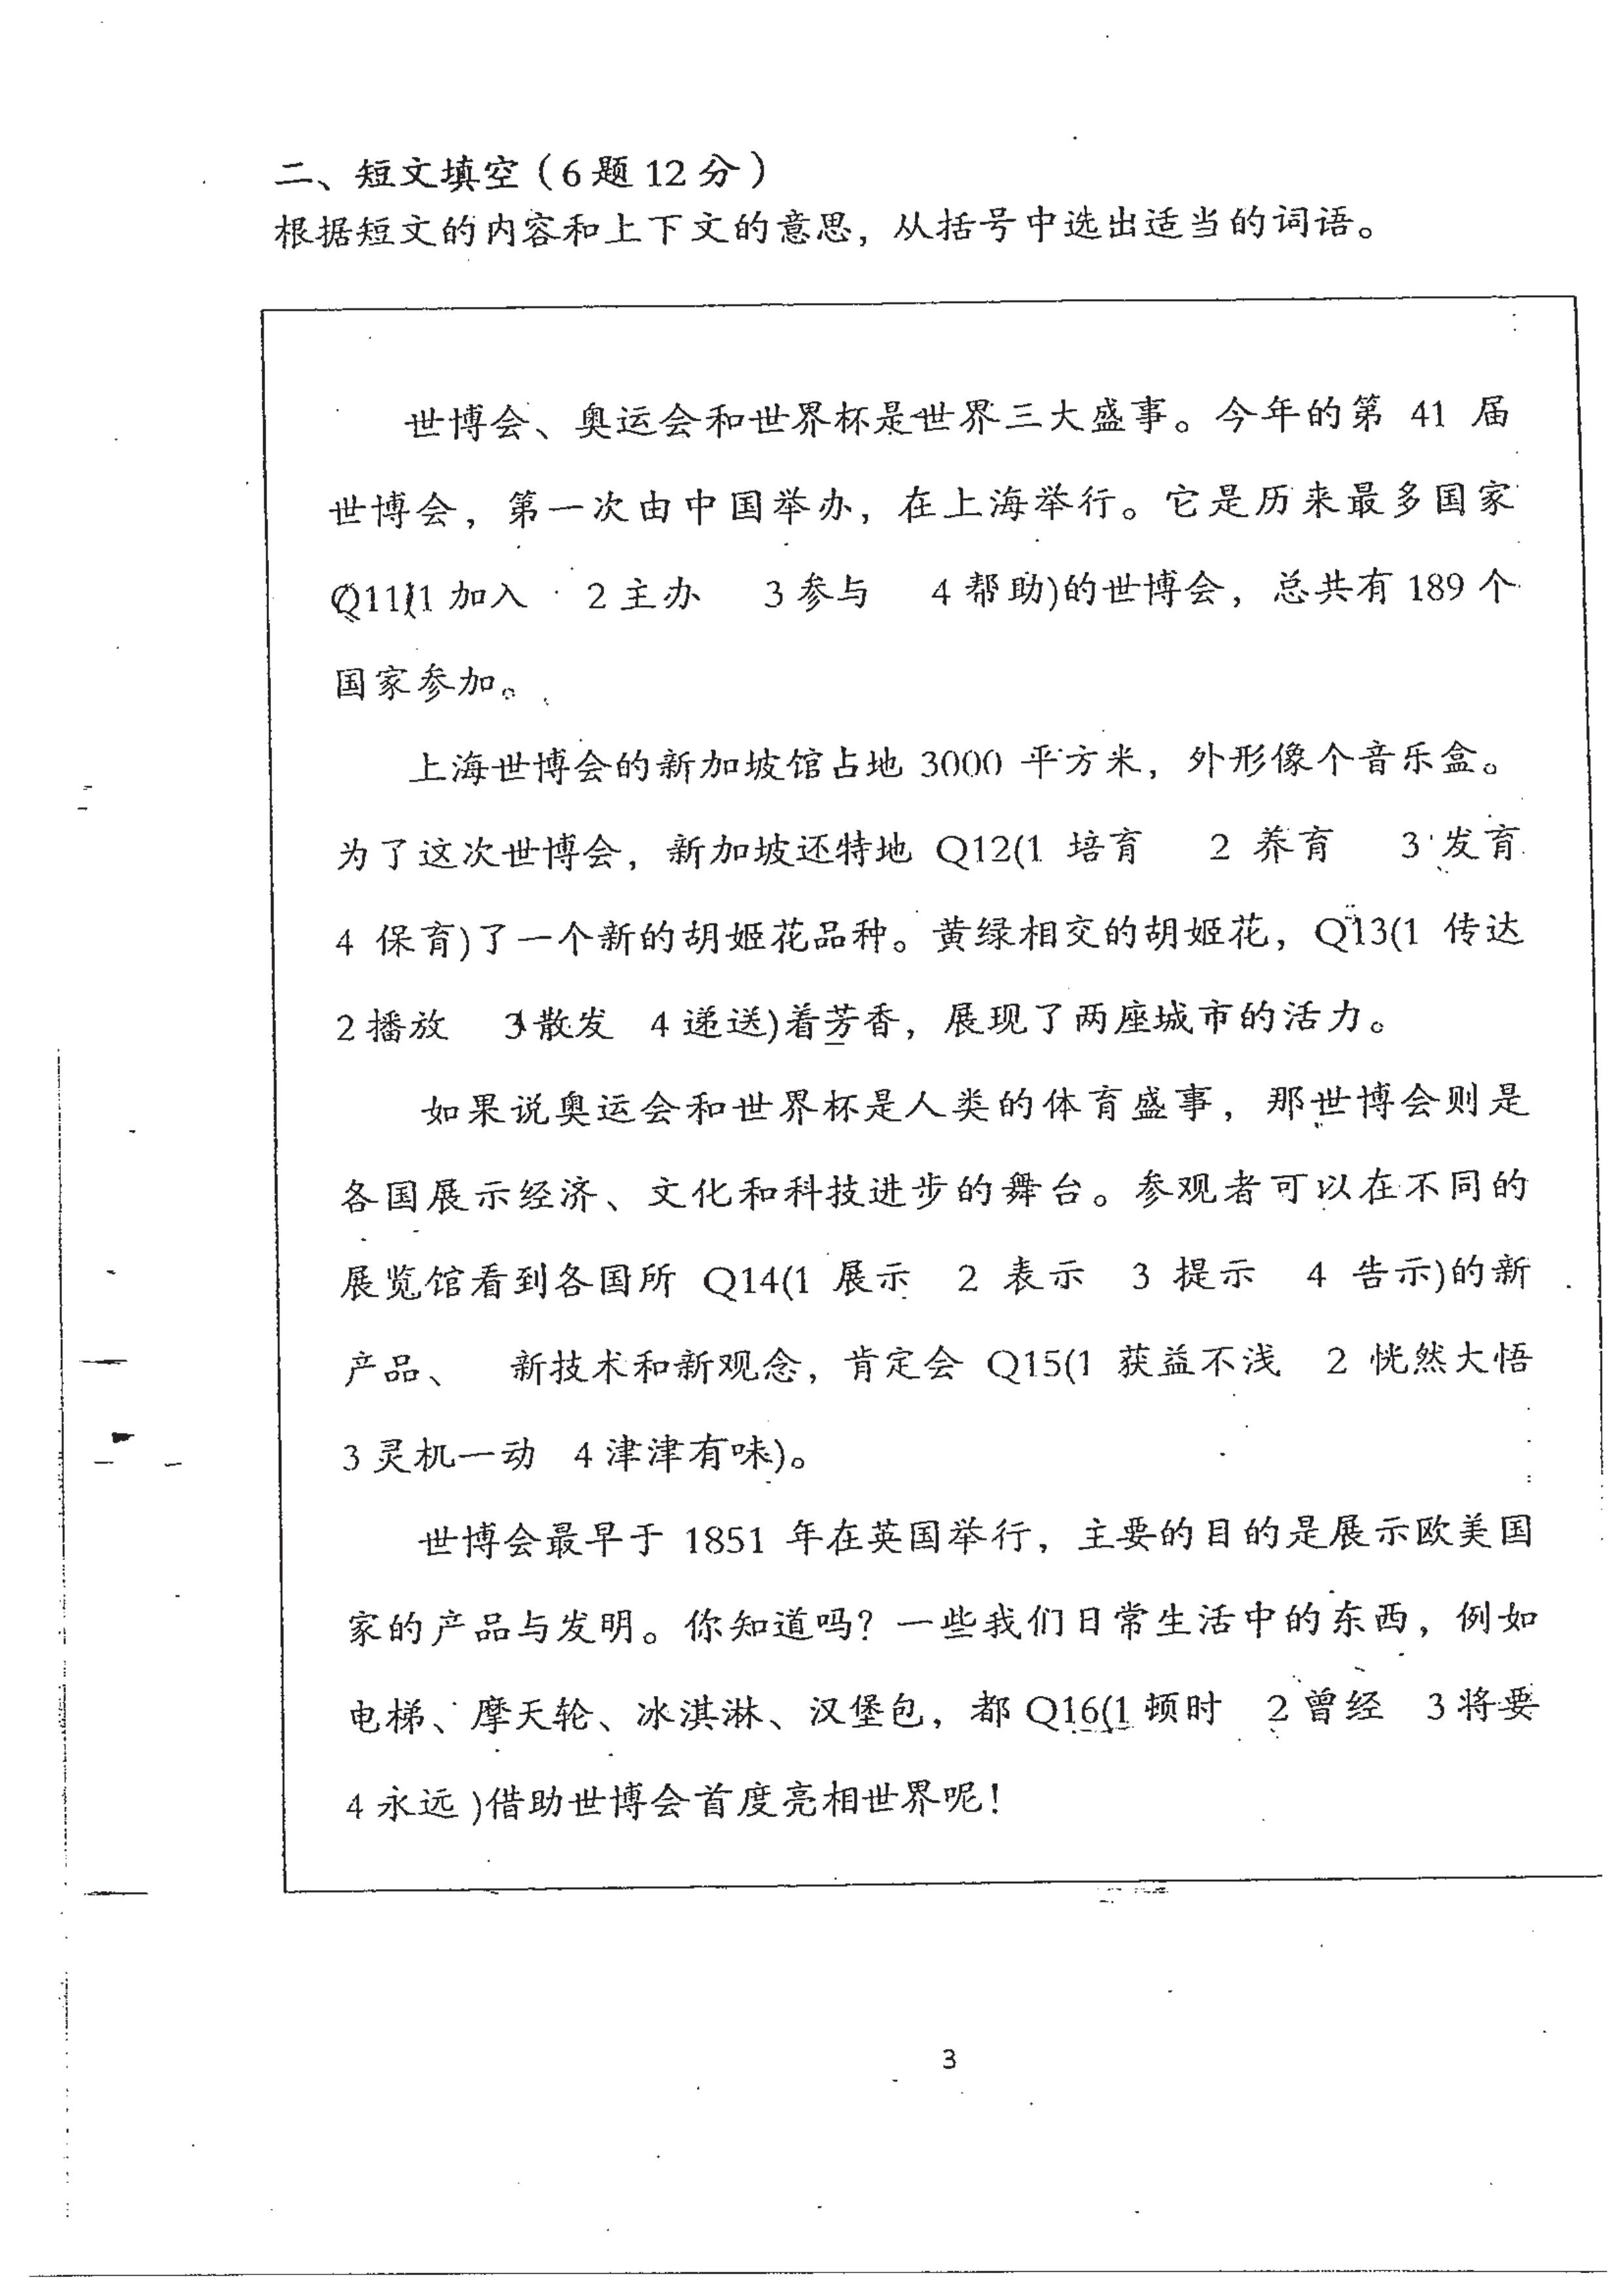 二、短文填空（6题12分）
根据短文的内容和上下文的意思，从括号中选出适当的词语。
世博会、奥运会和世界杯是世界三大盛事。今年的第 41 届
世博会，第一次由中国举办，在上海举行。它是历来最多国家
Q11(1加入 2主办 3参与 4帮助)的世博会，总共有189个
国家参加。
上海世博会的新加坡馆占地 3000 平方米，外形像个音乐盒。
为了这次世博会，新加坡还特地 Q12(1 培育 2 养育 3 发育
4 保育)了一个新的胡姬花品种。黄绿相交的胡姬花，Q13(1 传达
2播放 3散发 4递送)着芳香，展现了两座城市的活力。
如果说奥运会和世界杯是人类的体育盛事，那世博会则是
各国展示经济、文化和科技进步的舞台。参观者可以在不同的
展览馆看到各国所 Q14(1 展示 2 表示 3 提示 4 告示)的新
产品、 新技术和新观念，肯定会 Q15(1 获益不浅 2 恍然大悟
3灵机一动 4津津有味)。
世博会最早于 1851 年在英国举行，主要的目的是展示欧美国
家的产品与发明。你知道吗？一些我们日常生活中的东西，例如
电梯、摩天轮、冰淇淋、汉堡包，都Q16(1顿时 2曾经 3将要
4永远)借助世博会首度亮相世界呢！
3